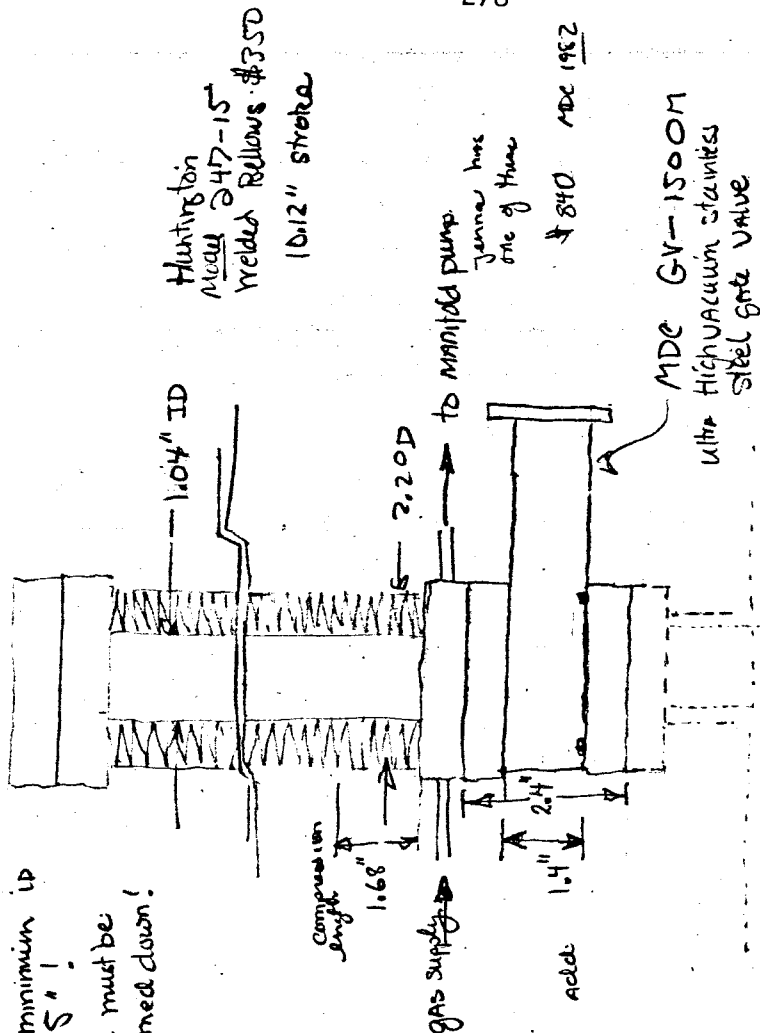 Huntington
Model 247-15
Welded Bellows $350
10.12" stroke
1.04" ID
minimum ID
5" !
must be
med down!
compression
length
1.68"
2.20D
gas supply
to MANIfold pump.
Jenna has
one of these
$840 MDC 1982
1.4"
2.4"
add
MDC GV-1500M
Ultra High VACUUM stainless
steel gate valve